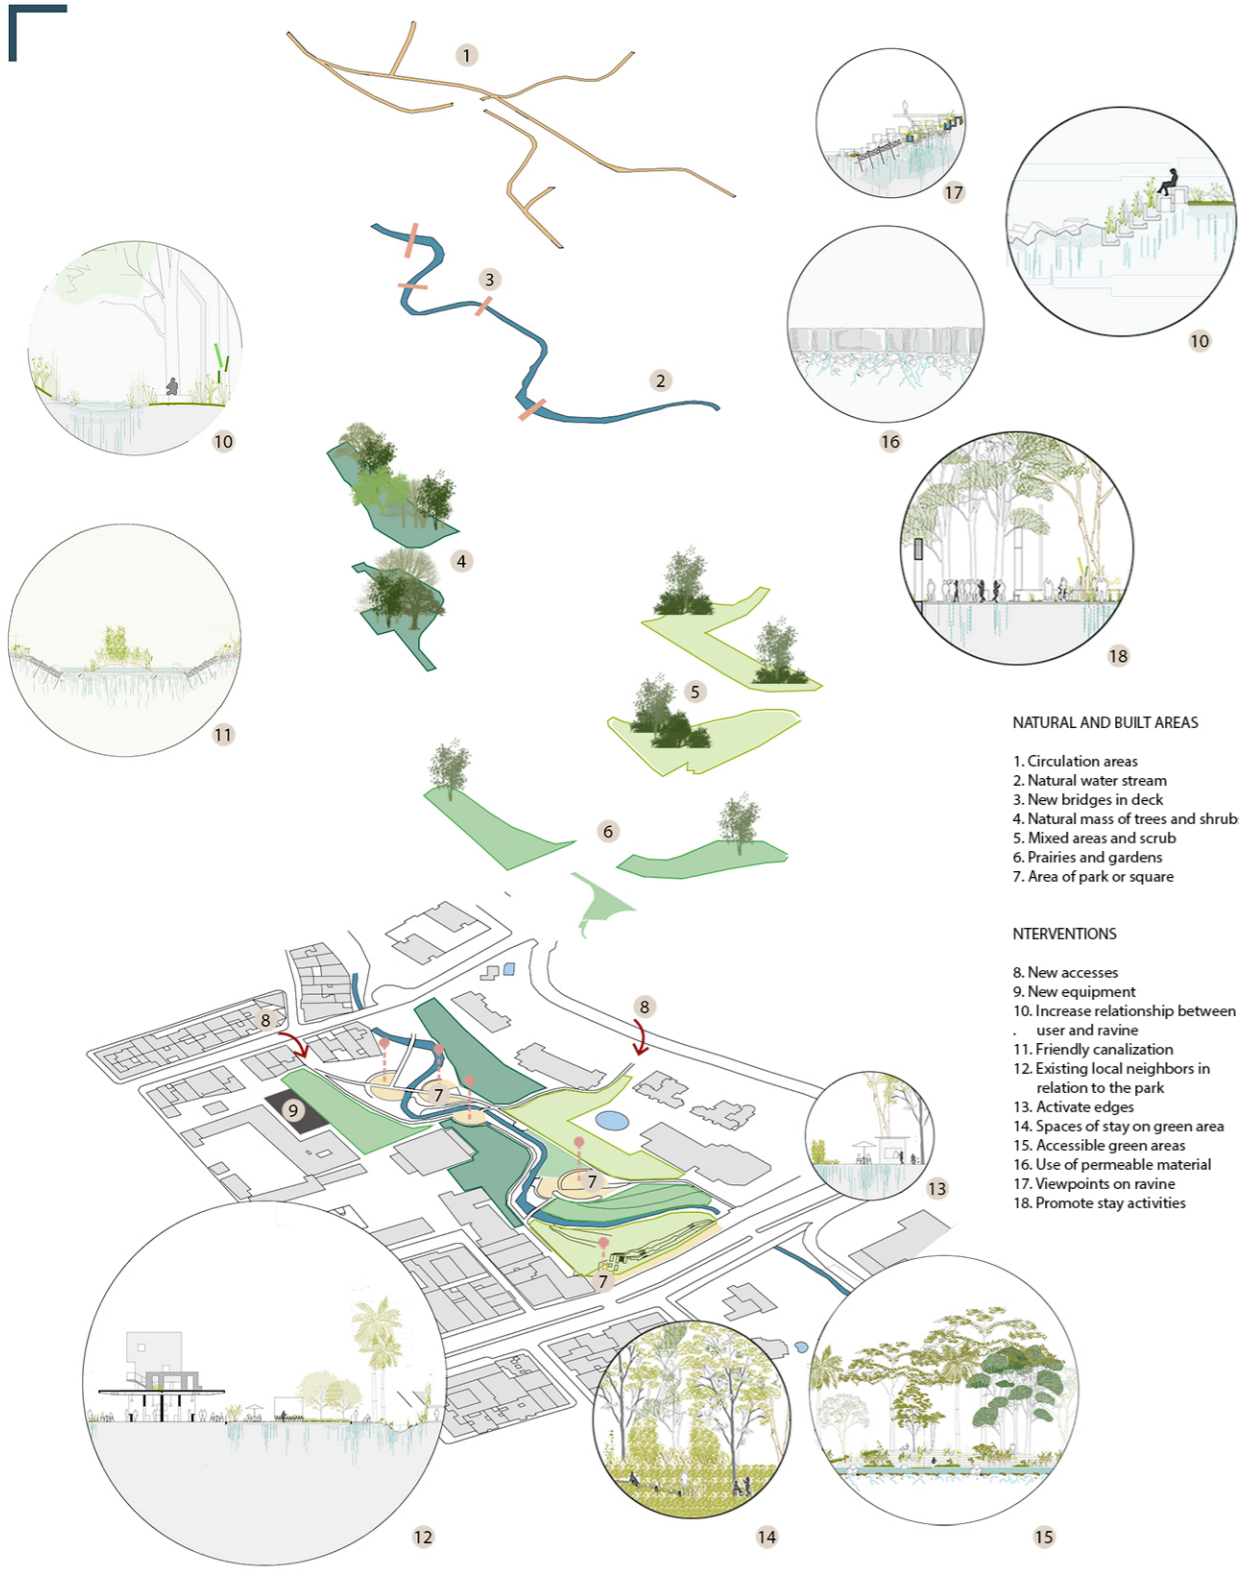 1
17
10
3
2
16
10
4
18
5
11
6
8
8
7
9
7
13
7
12
14
15
NATURAL AND BUILT AREAS
1. Circulation areas
2. Natural water stream
3. New bridges in deck
4. Natural mass of trees and shrub
5. Mixed areas and scrub
6. Prairies and gardens
7. Area of park or square
NTERVENTIONS
8. New accesses
9. New equipment
10. Increase relationship between
. user and ravine
11. Friendly canalization
12. Existing local neighbors in
relation to the park
13. Activate edges
14. Spaces of stay on green area
15. Accessible green areas
16. Use of permeable material
17. Viewpoints on ravine
18. Promote stay activities